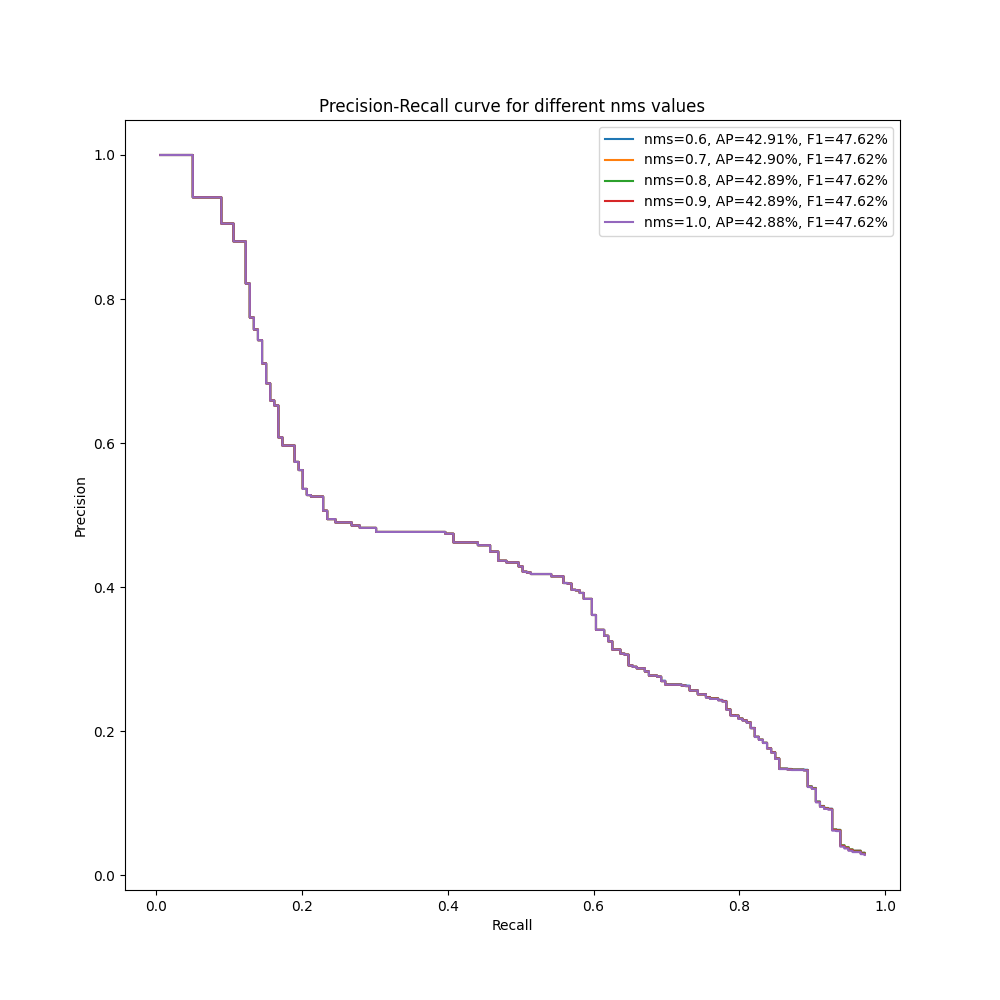 Precision-Recall curve for different nms values
nms=0.6, AP=42.91%, F1=47.62%
nms=0.7, AP=42.90%, F1=47.62%
nms=0.8, AP=42.89%, F1=47.62%
nms=0.9, AP=42.89%, F1=47.62%
nms=1.0, AP=42.88%, F1=47.62%
1.0
0.8
0.6
0.4
0.2
0.0
Precision
0.0 0.2 0.4 0.6 0.8 1.0
Recall